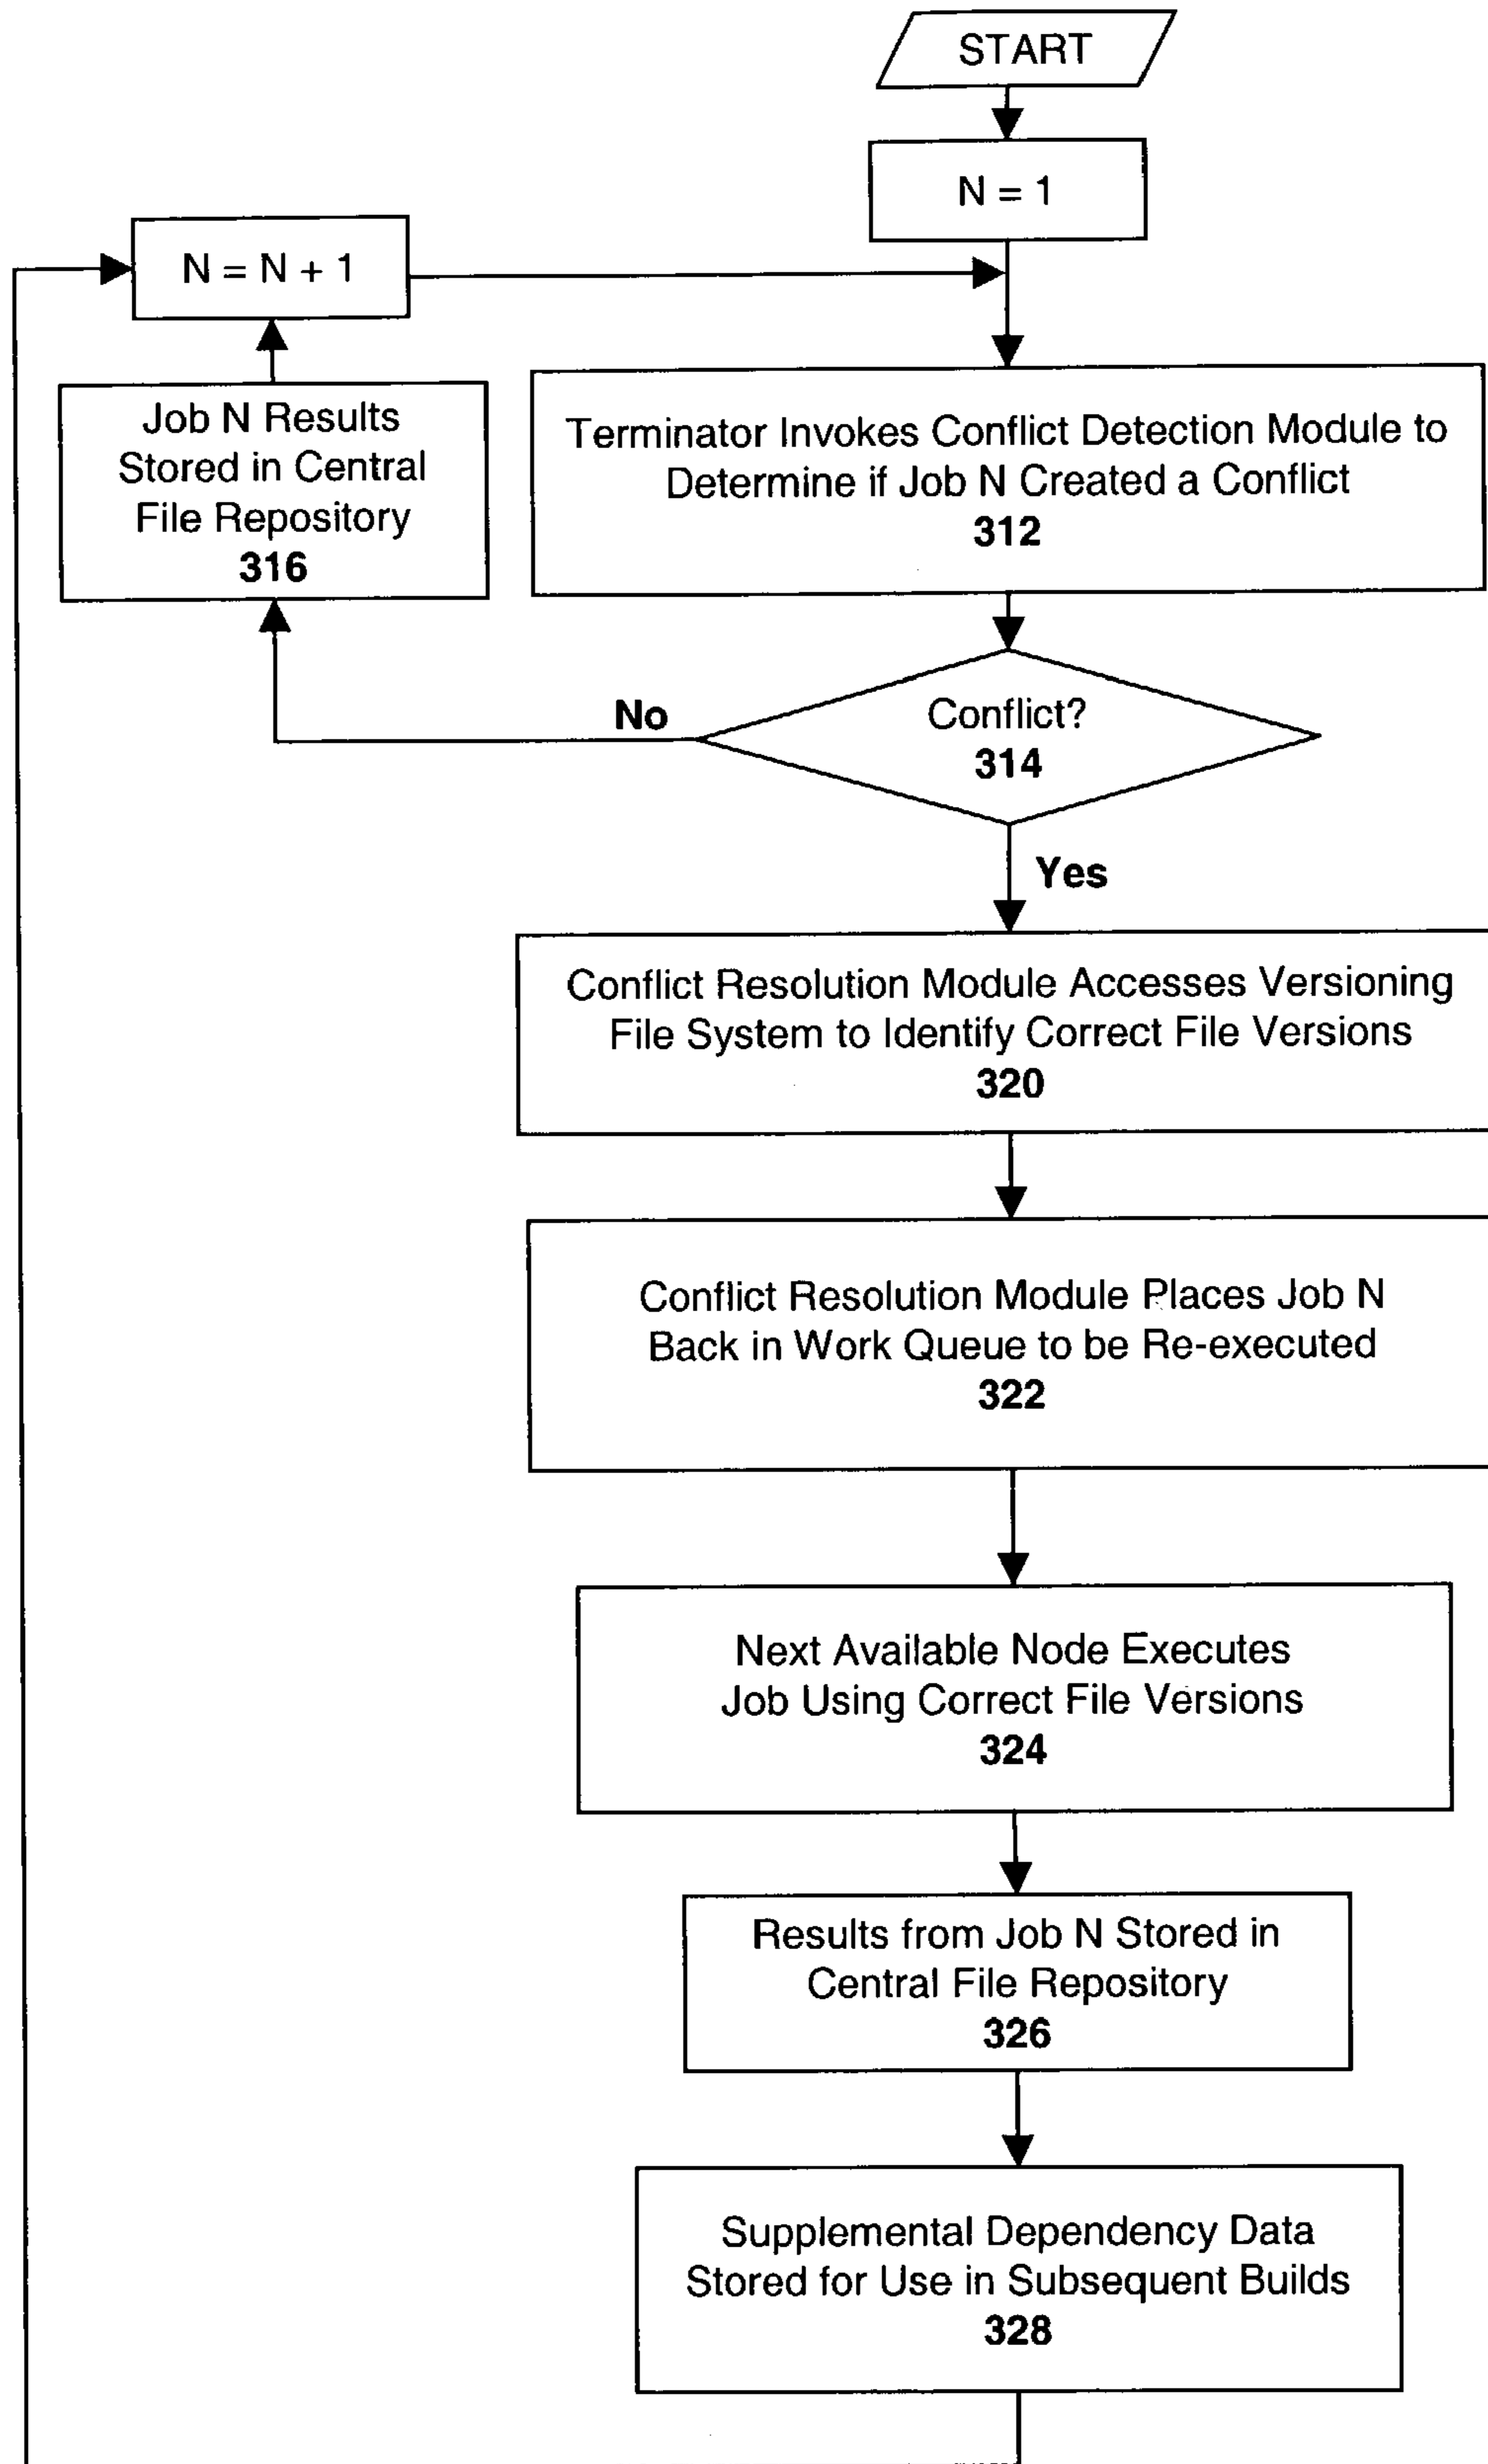 START
N = 1
N = N + 1
Job N Results
Stored in Central
File Repository
316
Terminator Invokes Conflict Detection Module to
Determine if Job N Created a Conflict
312
Conflict?
314
No
Yes
Conflict Resolution Module Accesses Versioning
File System to Identify Correct File Versions
320
Conflict Resolution Module Places Job N
Back in Work Queue to be Re-executed
322
Next Available Node Executes
Job Using Correct File Versions
324
Results from Job N Stored in
Central File Repository
326
Supplemental Dependency Data
Stored for Use in Subsequent Builds
328